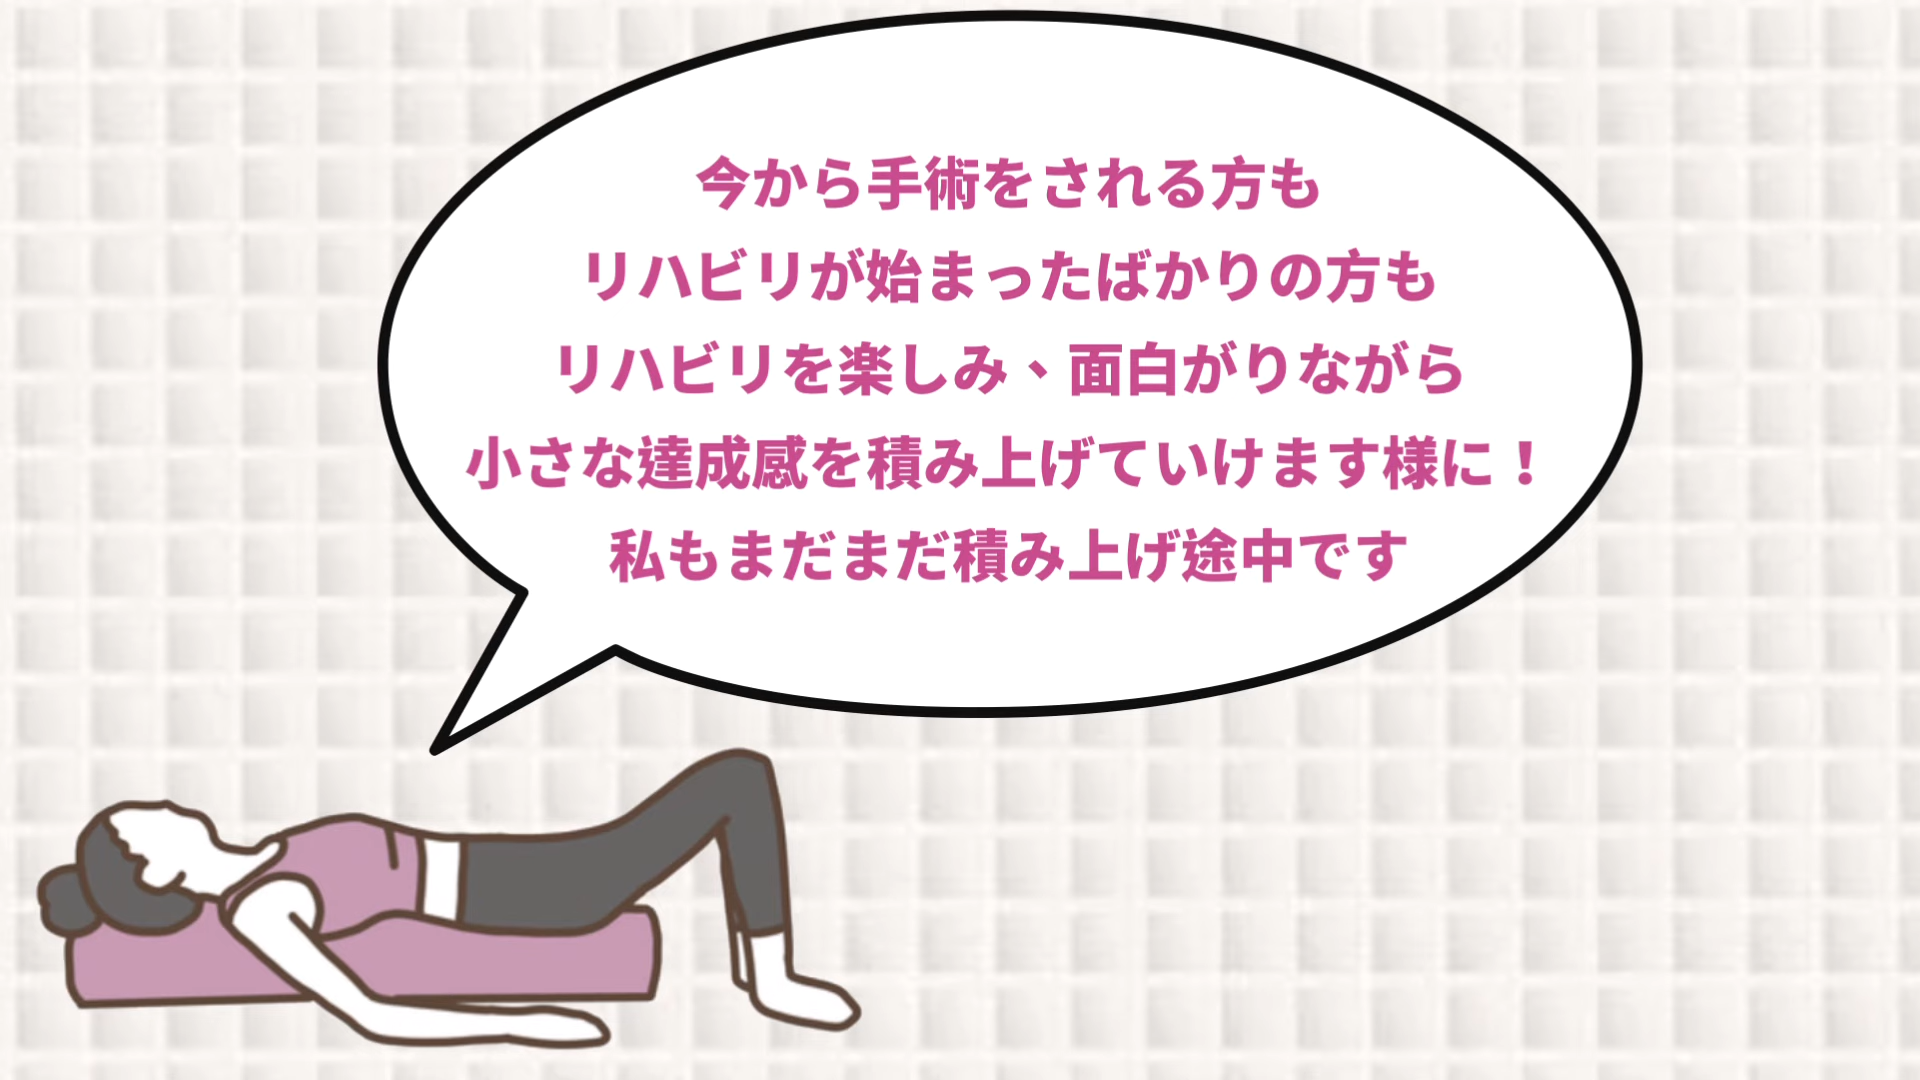 今から手術をされる方も
リハビリが始まったばかりの方も
リハビリを楽しみ、面白がりながら
小さな達成感を積み上げていけます様に！
私もまだまだ積み上げ途中です